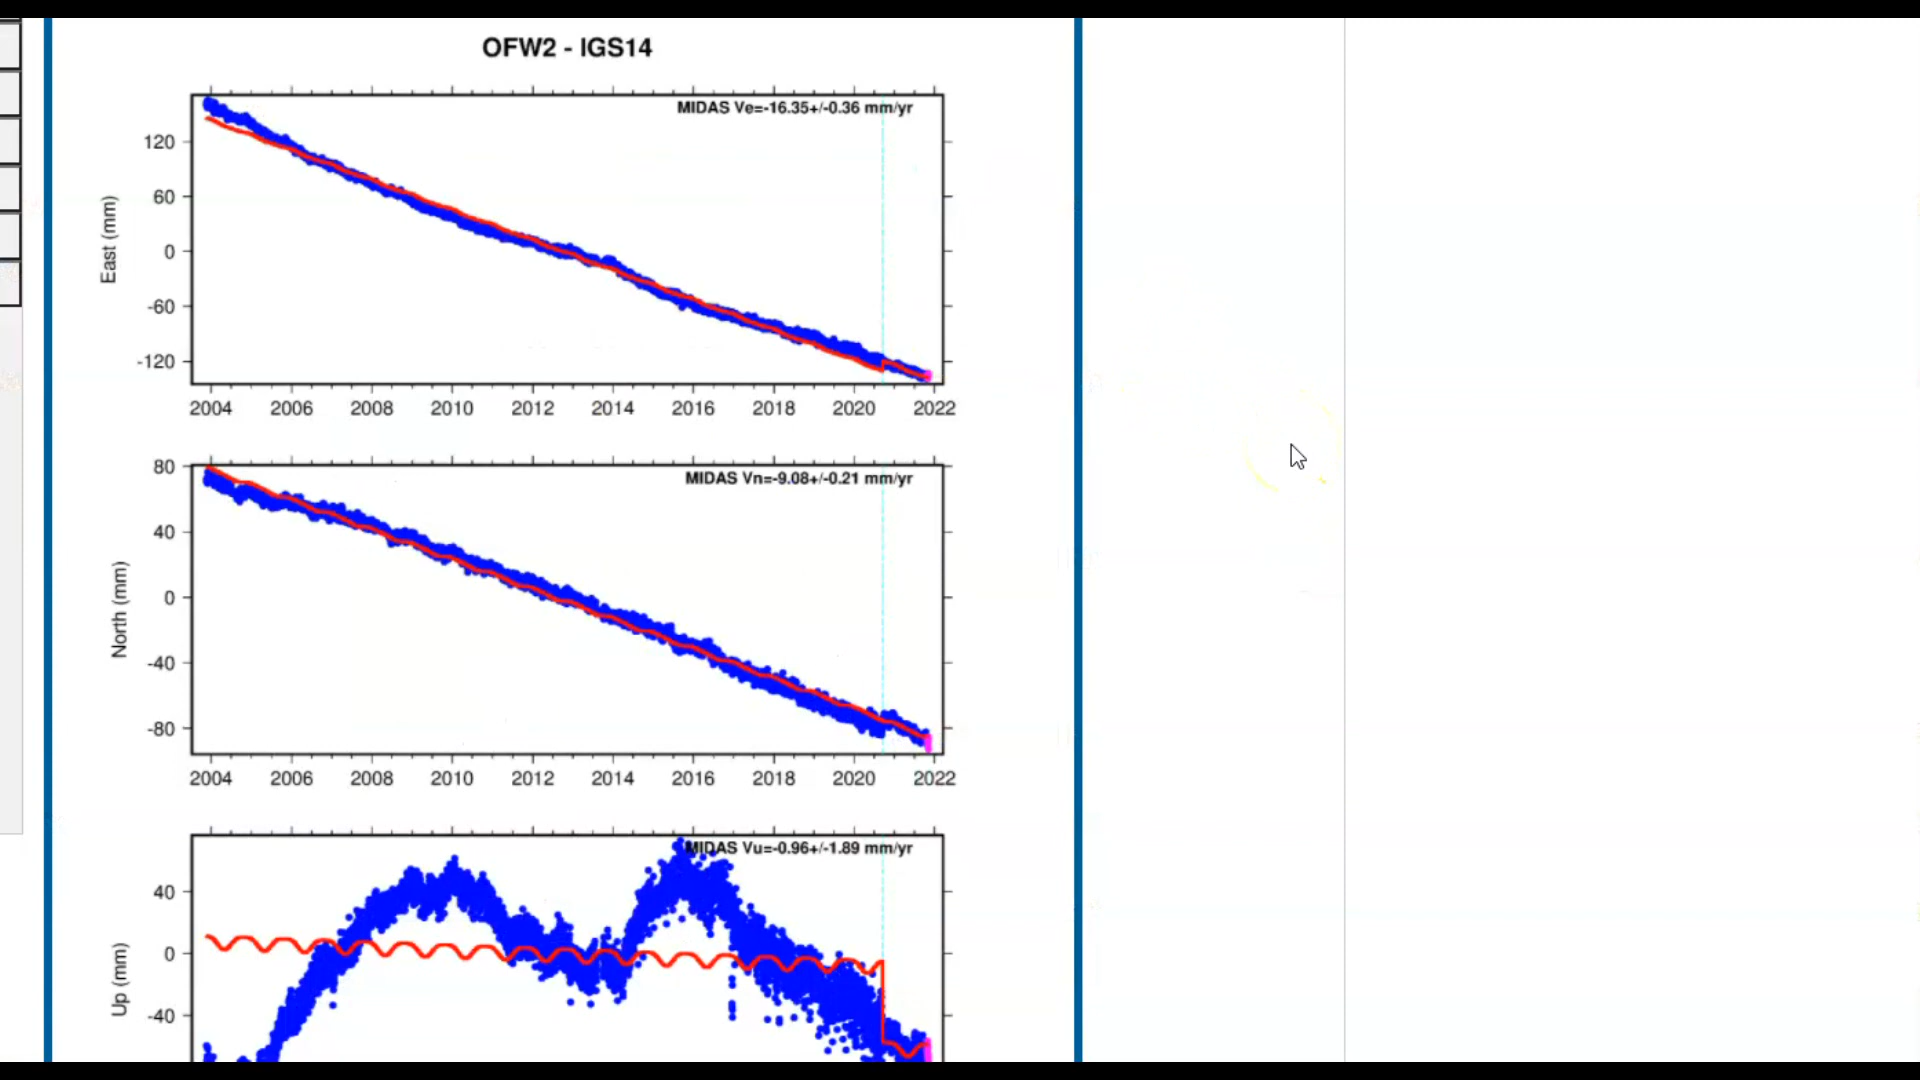 OFW2 - IGS14
MIDAS Ve=-16.35+/-0.36 mm/yr
120
60
0
-60
-120
East (mm)
2004 2006 2008 2010 2012 2014 2016 2018 2020 2022
MIDAS Vn=-9.08+/-0.21 mm/yr
80
40
0
-40
-80
North (mm)
2004 2006 2008 2010 2012 2014 2016 2018 2020 2022
MIDAS Vu=-0.96+/-1.89 mm/yr
40
0
-40
Up (mm)